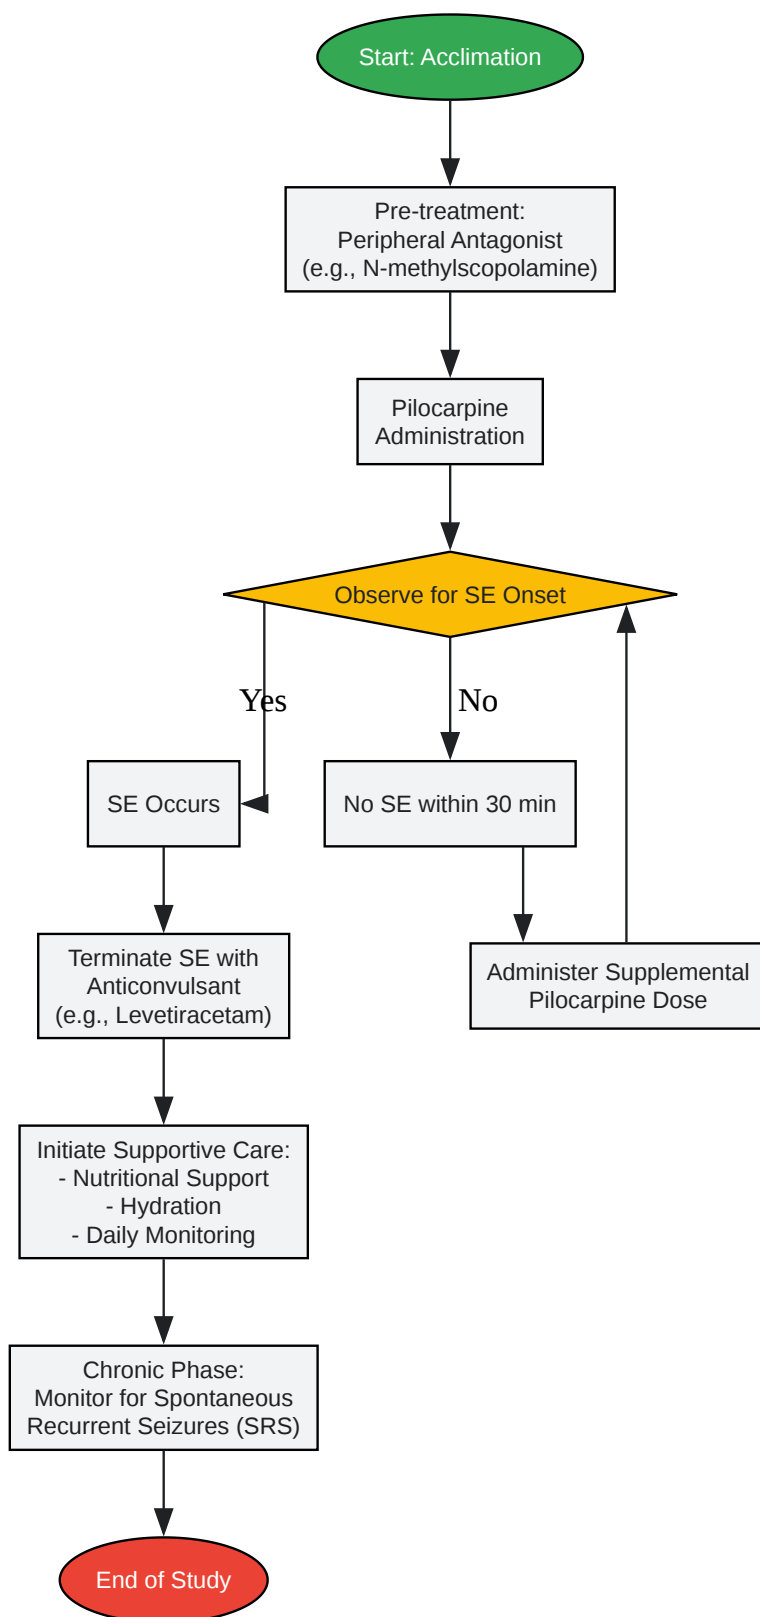 Start: Acclimation
Pre-treatment:
Peripheral Antagonist
(e.g., N-methylscopolamine)
Pilocarpine
Administration
Observe for SE Onset
Yes
No
SE Occurs
No SE within 30 min
Terminate SE with
Anticonvulsant
(e.g., Levetiracetam)
Administer Supplemental
Pilocarpine Dose
Initiate Supportive Care:
- Nutritional Support
- Hydration
- Daily Monitoring
Chronic Phase:
Monitor for Spontaneous
Recurrent Seizures (SRS)
End of Study